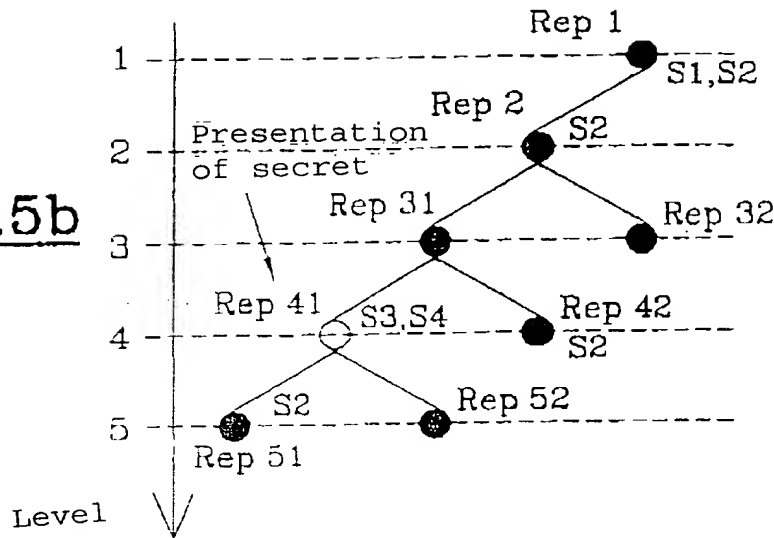 Rep 1
1
S1,S2
Rep 2
S2
Presentation
2
of secret
.5b
Rep 31
Rep 32
3
Rep 41
S3,S4
Rep 42
4
S2
S2
Rep 52
5
Rep 51
Level